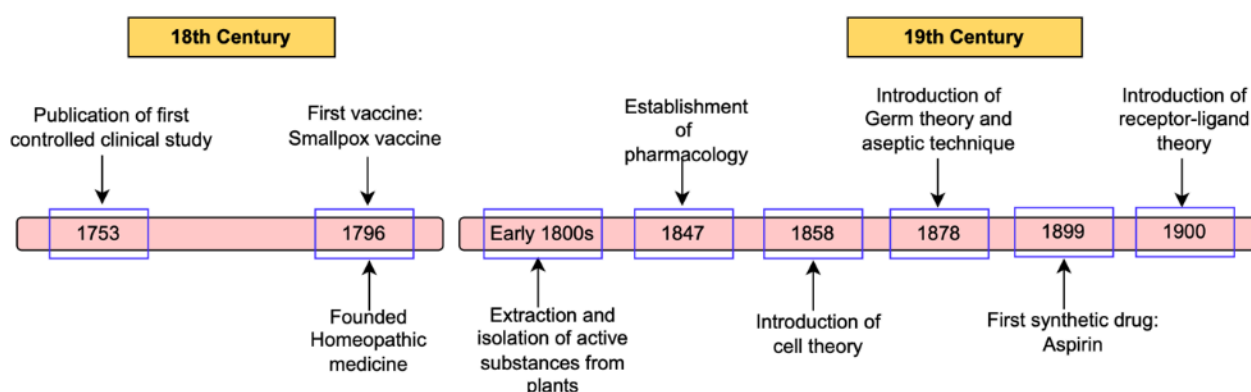 18th Century
19th Century
Publication of first
controlled clinical study
First vaccine:
Smallpox vaccine
Establishment
of
pharmacology
Introduction of
Germ theory and
aseptic technique
Introduction of
receptor-ligand
theory
1753
1796
Early 1800s
1847
1858
1878
1899
1900
Founded
Homeopathic
medicine
Extraction and
isolation of active
substances from
plants
Introduction of
cell theory
First synthetic drug:
Aspirin